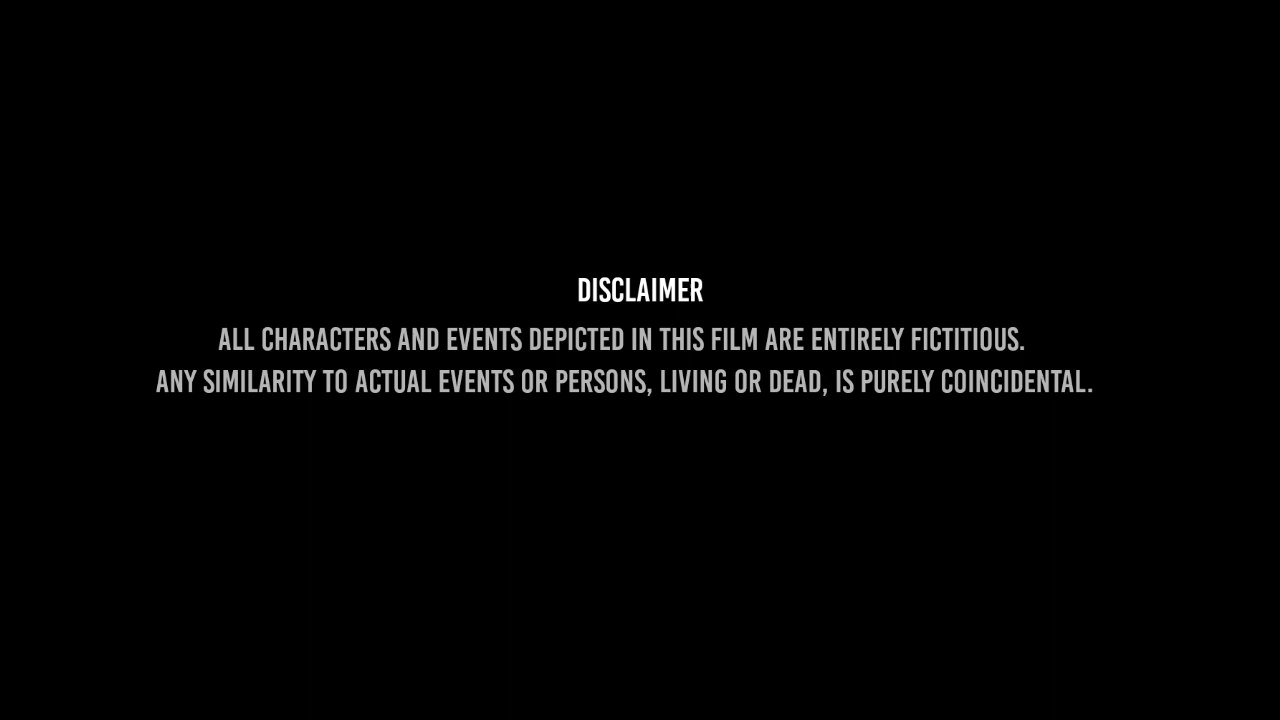 DISCLAIMER
ALL CHARACTERS AND EVENTS DEPICTED IN THIS FILM ARE ENTIRELY FICTITIOUS.
ANY SIMILARITY TO ACTUAL EVENTS OR PERSONS, LIVING OR DEAD, IS PURELY COINCIDENTAL.